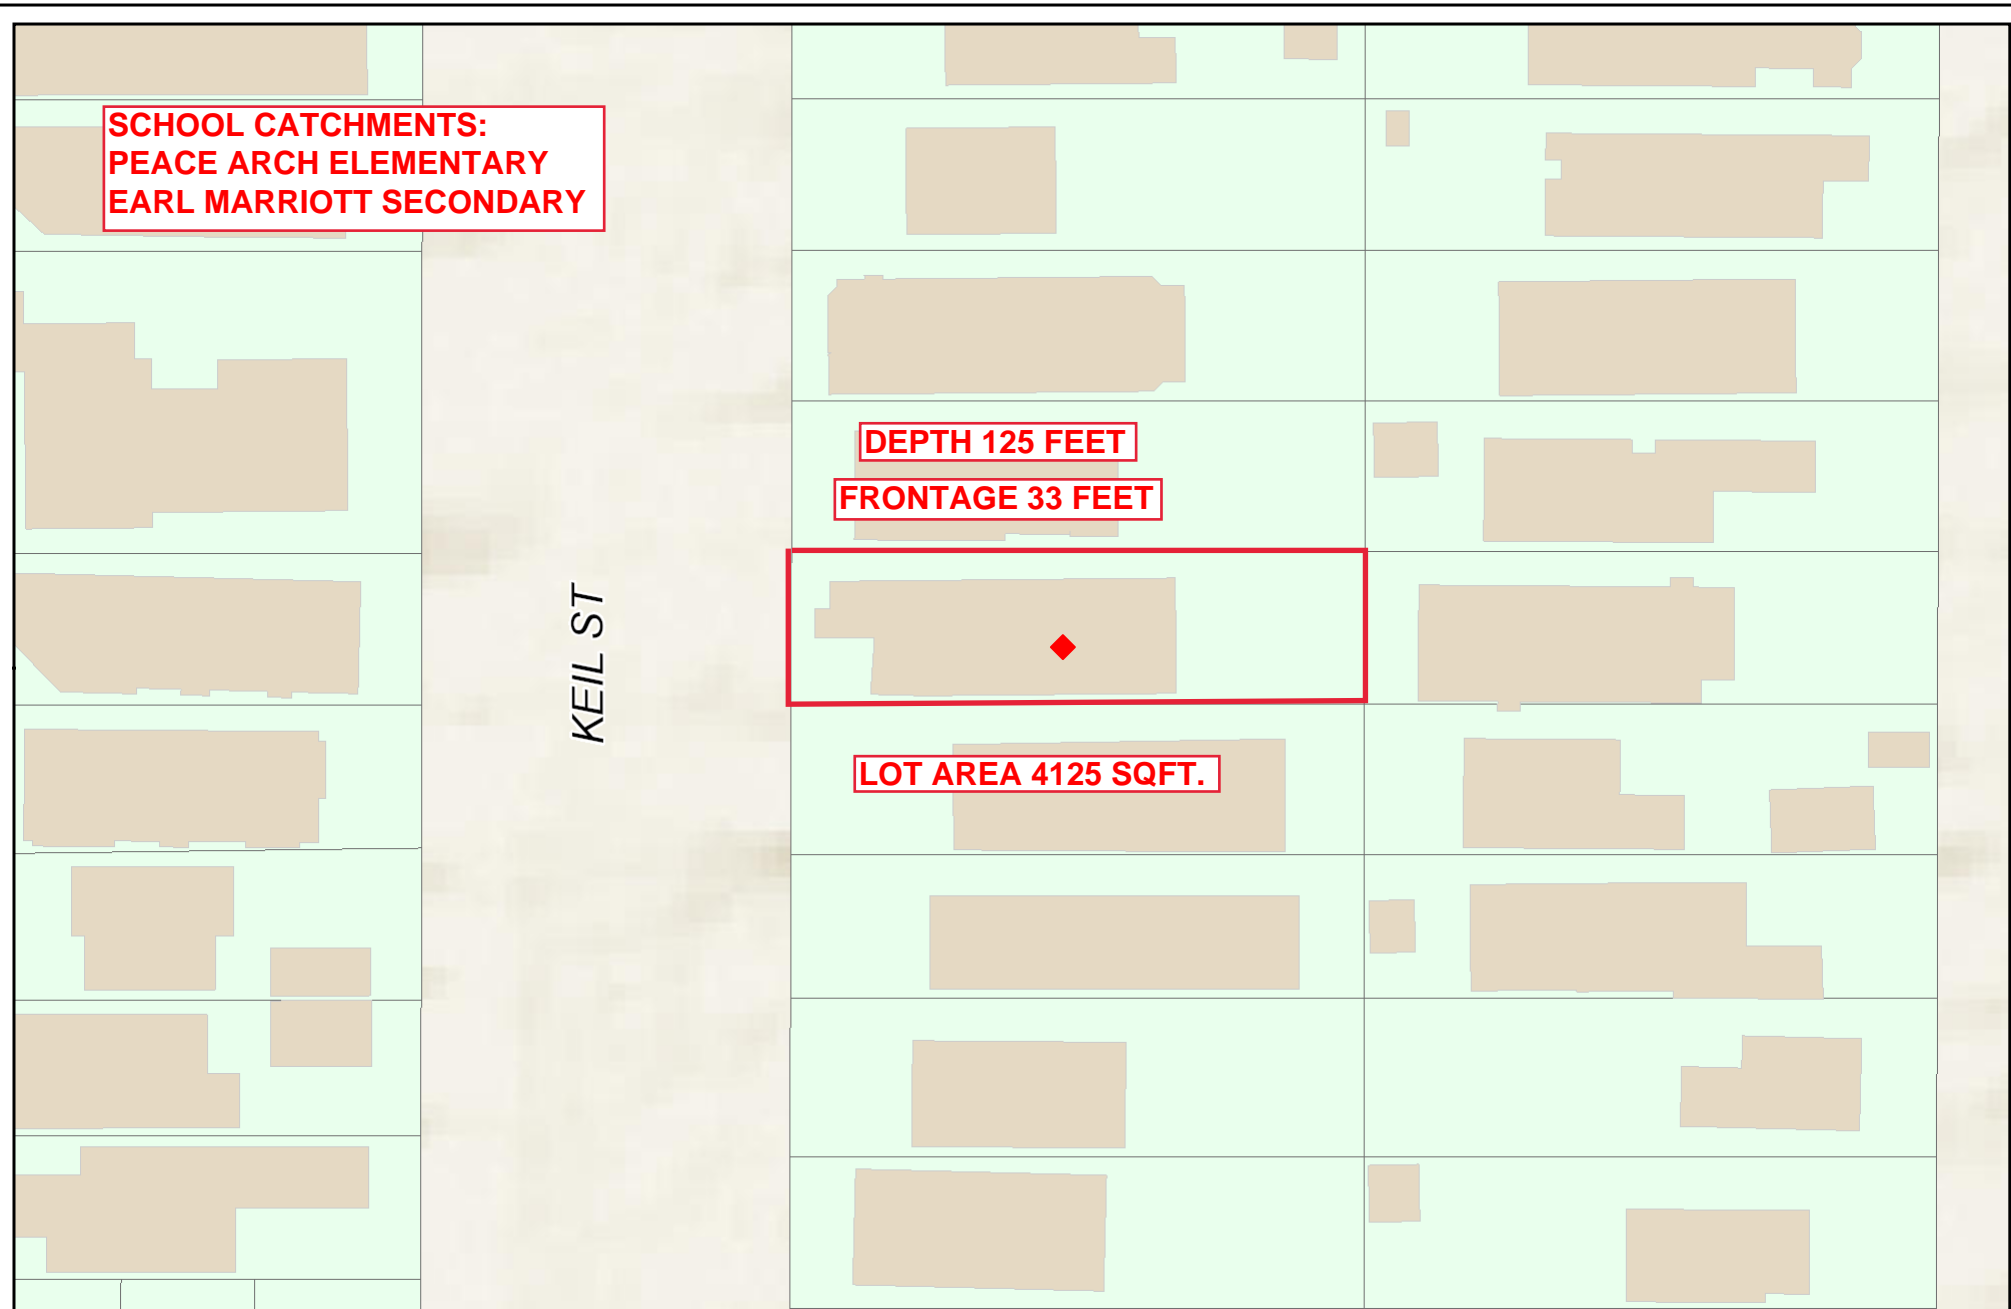 SCHOOL CATCHMENTS:
PEACE ARCH ELEMENTARY
EARL MARRIOTT SECONDARY
DEPTH 125 FEET
FRONTAGE 33 FEET
KEIL ST
LOT AREA 4125 SQFT.